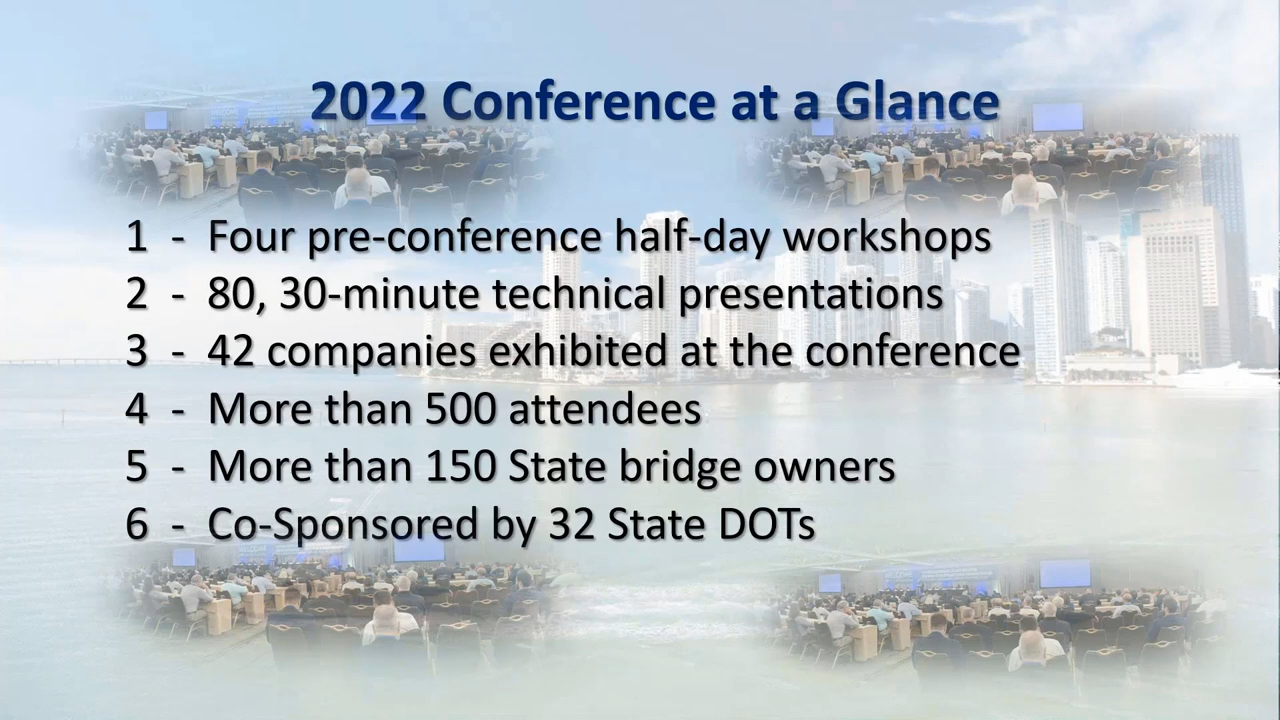 2022 Conference at a Glance
1 - Four pre-conference half-day workshops
2 - 80, 30-minute technical presentations
3 - 42 companies exhibited at the conference
4 - More than 500 attendees
5 - More than 150 State bridge owners
6 - Co-Sponsored by 32 State DOTs